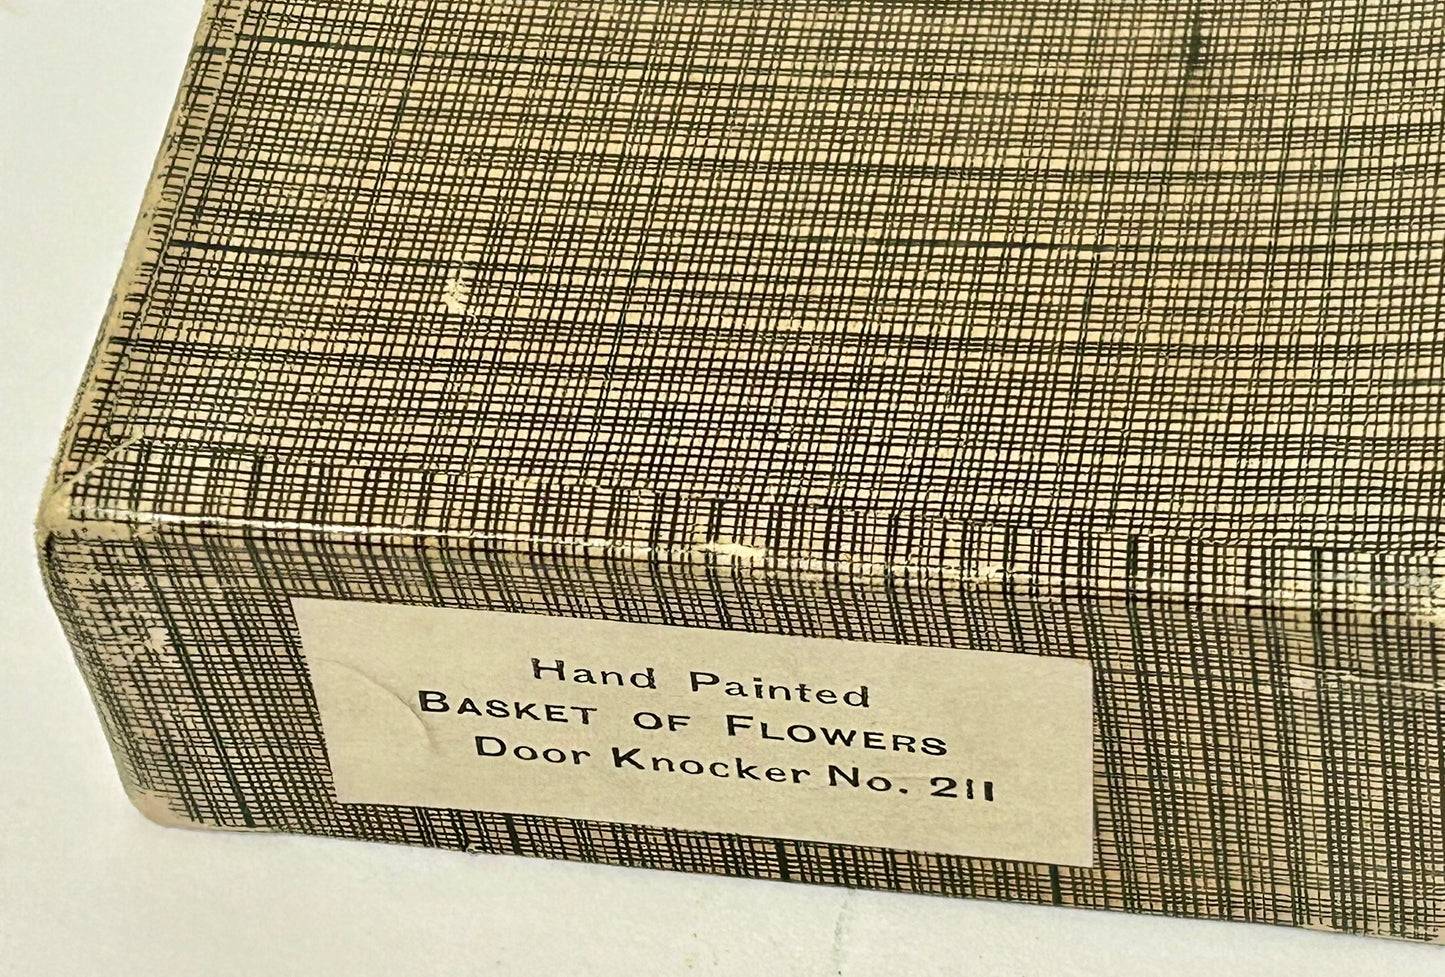 Hand Painted
BASKET OF FLOWERS
Door Knocker No. 211